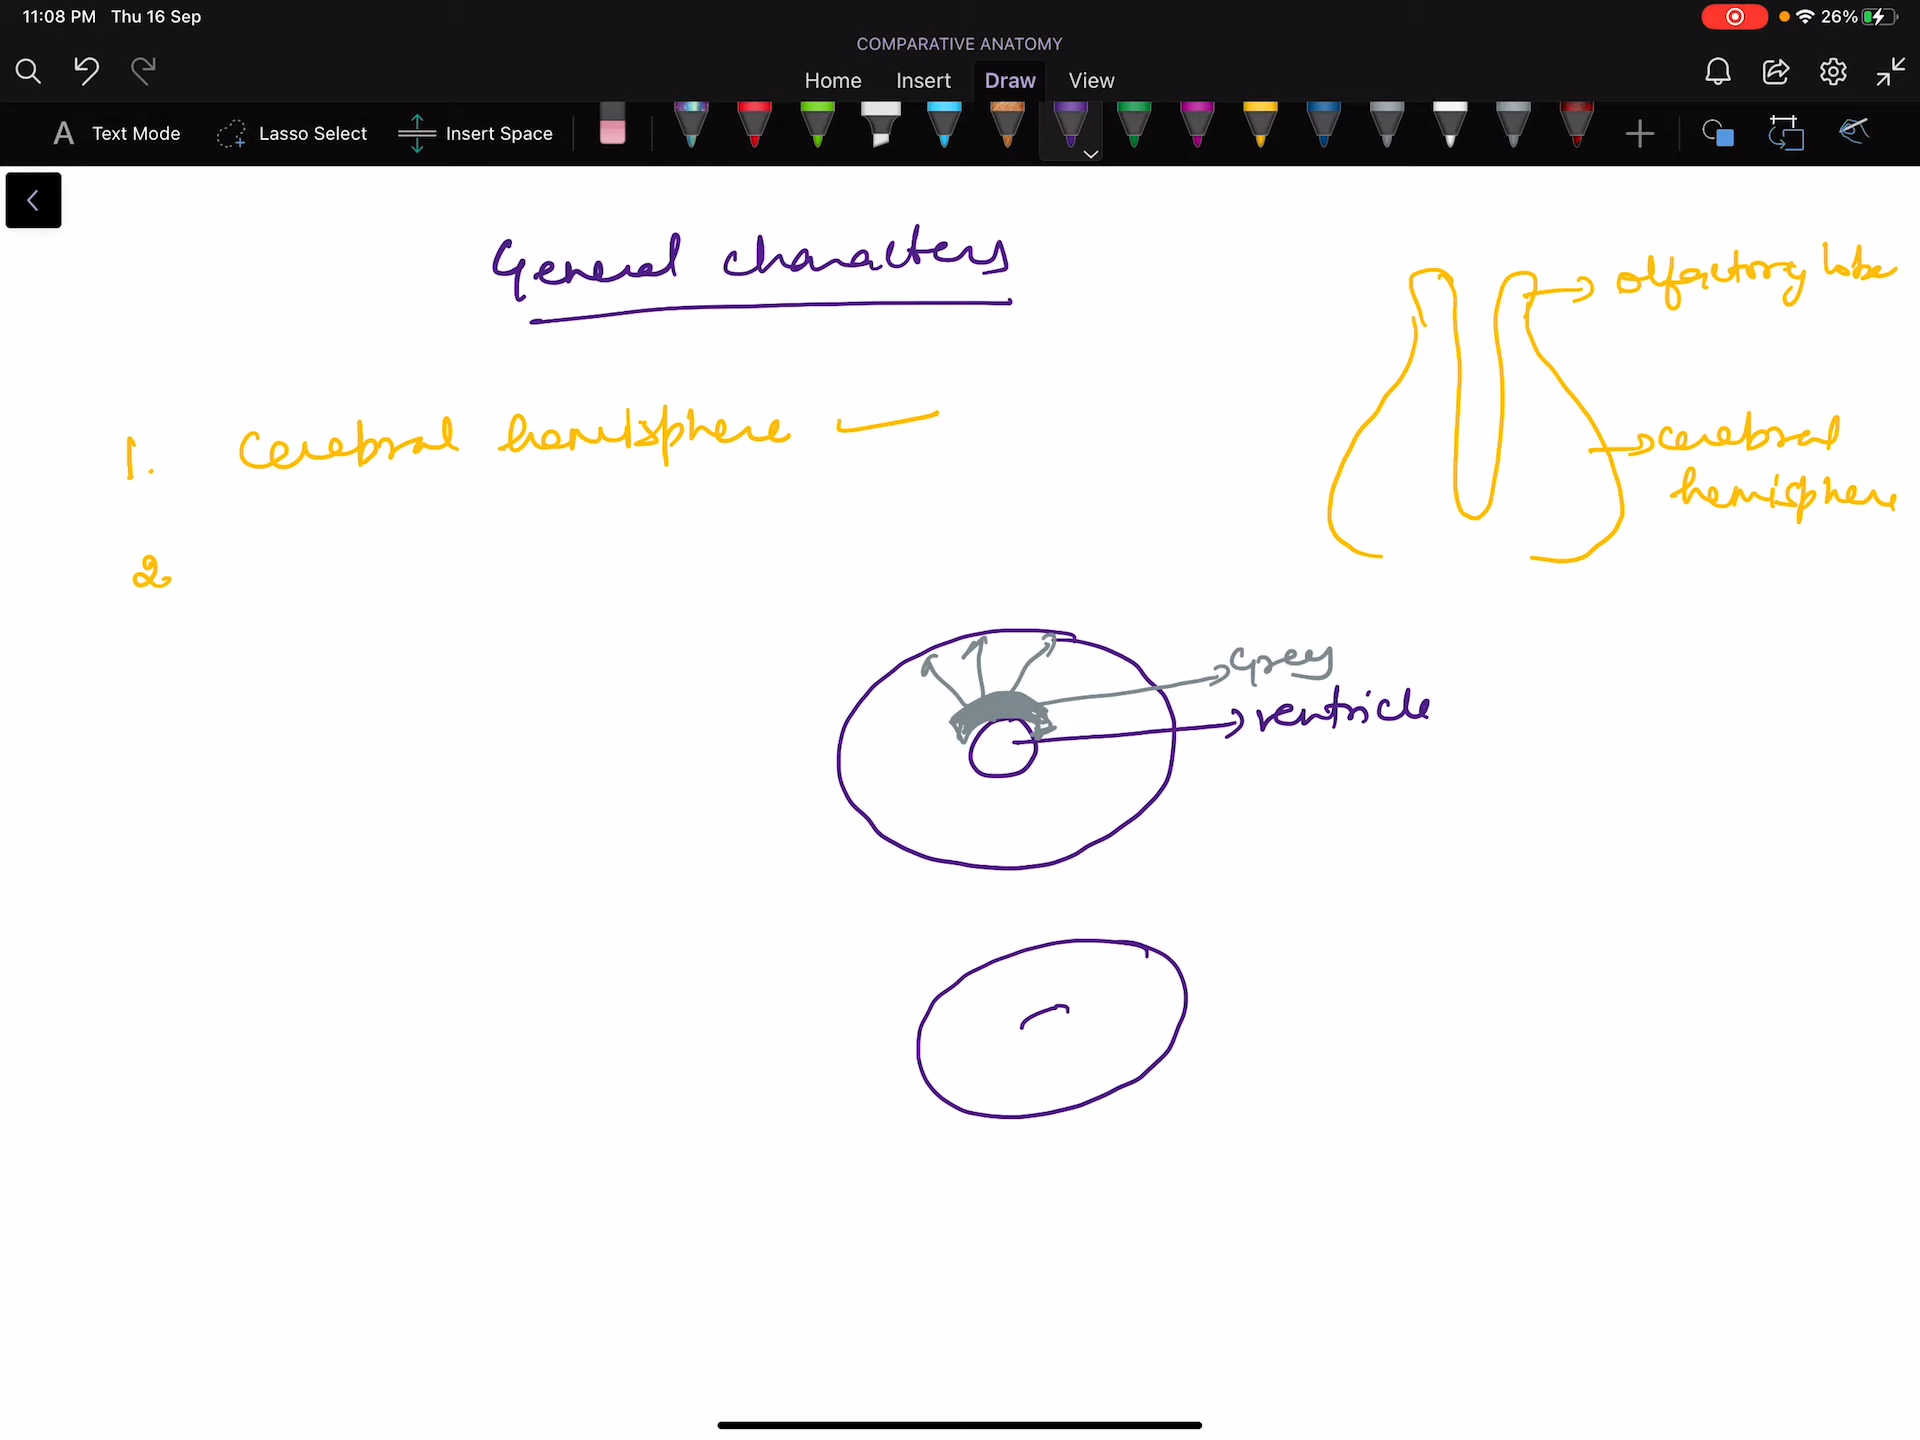 11:08 PM Thu 16 Sep
26%
COMPARATIVE ANATOMY
Home Insert Draw View
A Text Mode Lasso Select Insert Space
General characters
olfactory lobe
1. Cerebral hemisphere
cerebral
hemisphere
2
Grey
ventricle